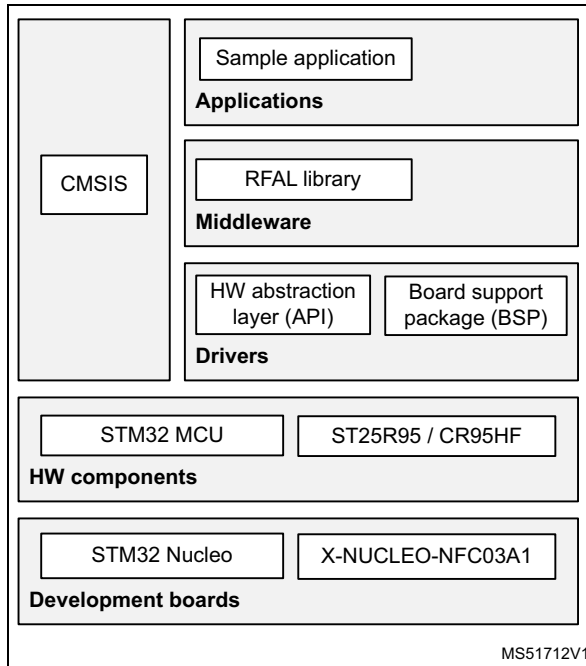 Sample application
Applications
CMSIS
RFAL library
Middleware
HW abstraction
layer (API)
Board support
package (BSP)
Drivers
STM32 MCU
ST25R95 / CR95HF
HW components
STM32 Nucleo
X-NUCLEO-NFC03A1
Development boards
MS51712V1